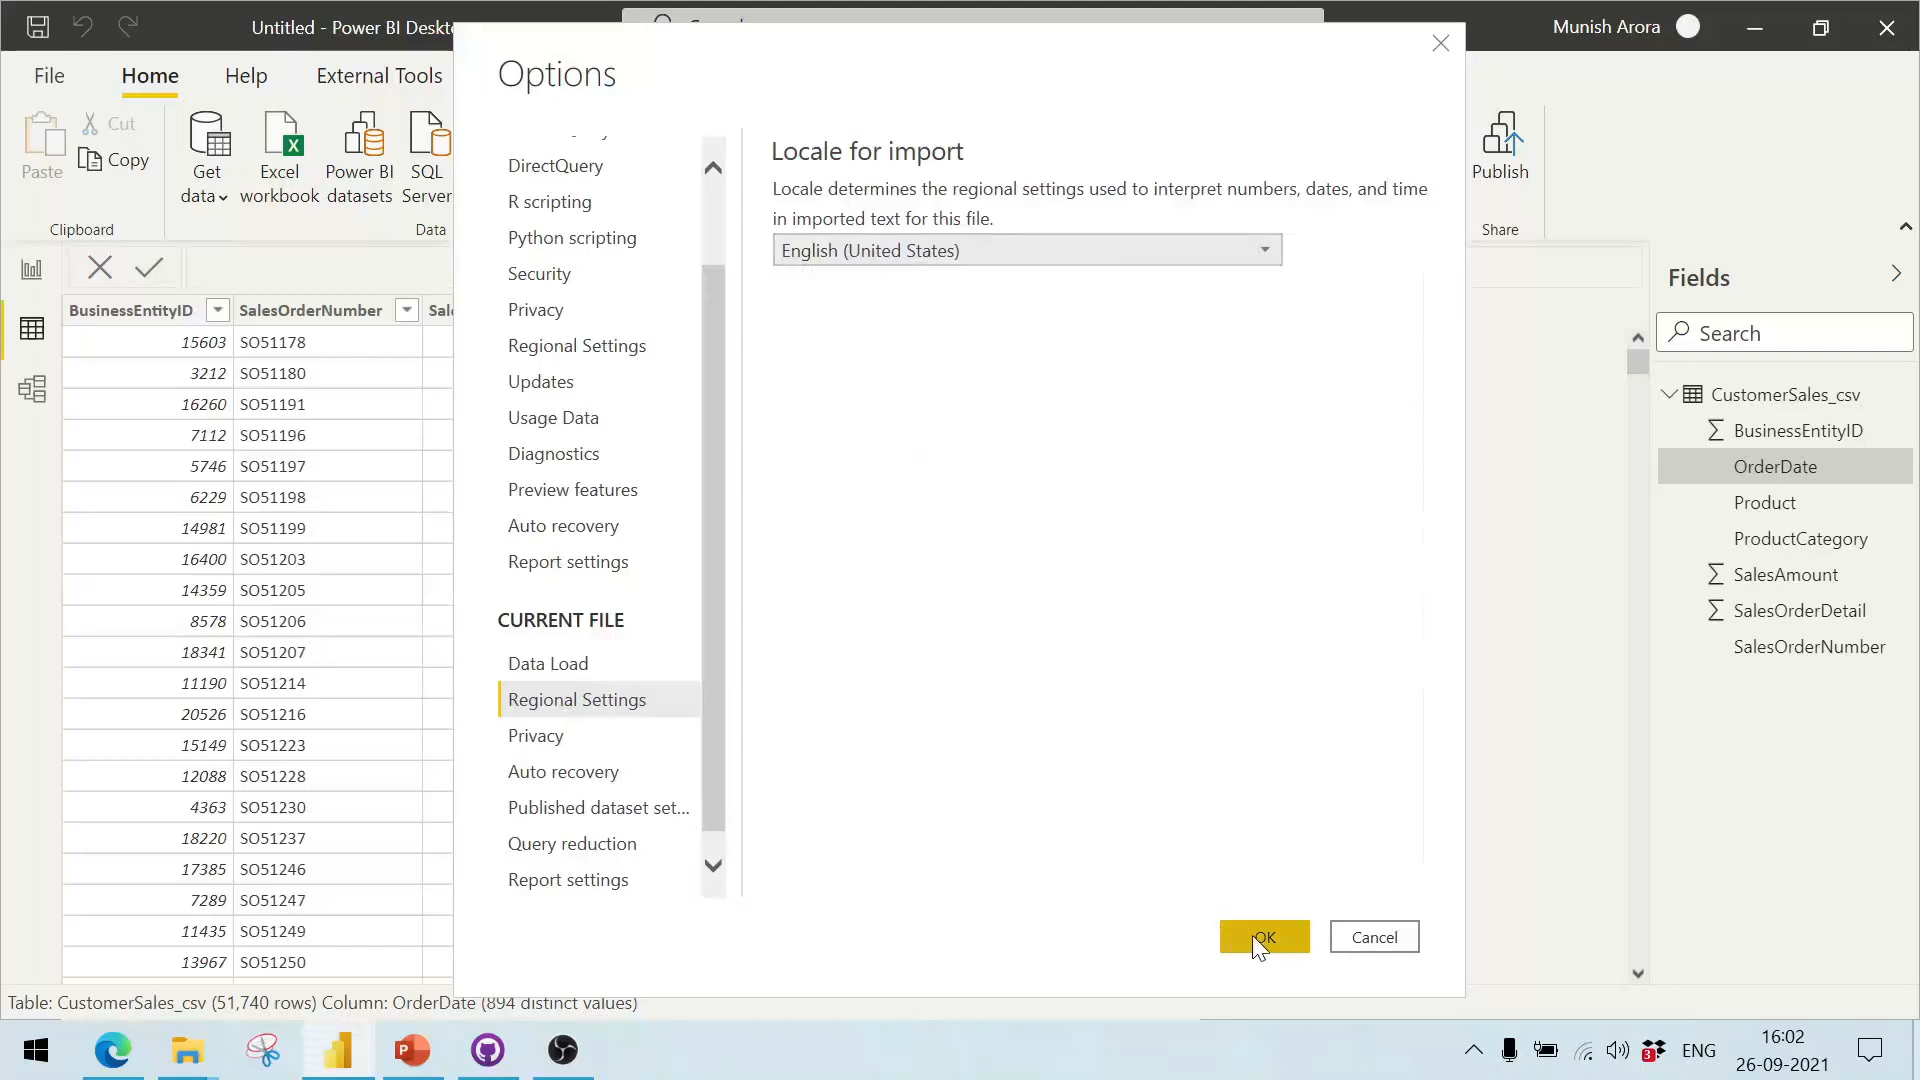 Untitled - Power BI Deskto
Munish Arora
File
Home
Help
External Tools
Paste
Cut
Copy
Clipboard
Get
data
Excel
workbook
Power BI
datasets
SQL
Server
Data
Publish
Share
Options
DirectQuery
R scripting
Python scripting
Security
Privacy
Regional Settings
Updates
Usage Data
Diagnostics
Preview features
Auto recovery
Report settings
CURRENT FILE
Data Load
Regional Settings
Privacy
Auto recovery
Published dataset set...
Query reduction
Report settings
Locale for import
Locale determines the regional settings used to interpret numbers, dates, and time
in imported text for this file.
English (United States)
OK
Cancel
BusinessEntityID SalesOrderNumber Sale
15603 SO51178
3212 SO51180
16260 SO51191
7112 SO51196
5746 SO51197
6229 SO51198
14981 SO51199
16400 SO51203
14359 SO51205
8578 SO51206
18341 SO51207
11190 SO51214
20526 SO51216
15149 SO51223
12088 SO51228
4363 SO51230
18220 SO51237
17385 SO51246
7289 SO51247
11435 SO51249
13967 SO51250
Fields
Search
CustomerSales_csv
BusinessEntityID
OrderDate
Product
ProductCategory
SalesAmount
SalesOrderDetail
SalesOrderNumber
Table: CustomerSales_csv (51,740 rows) Column: OrderDate (894 distinct values)
3
ENG
16:02
26-09-2021